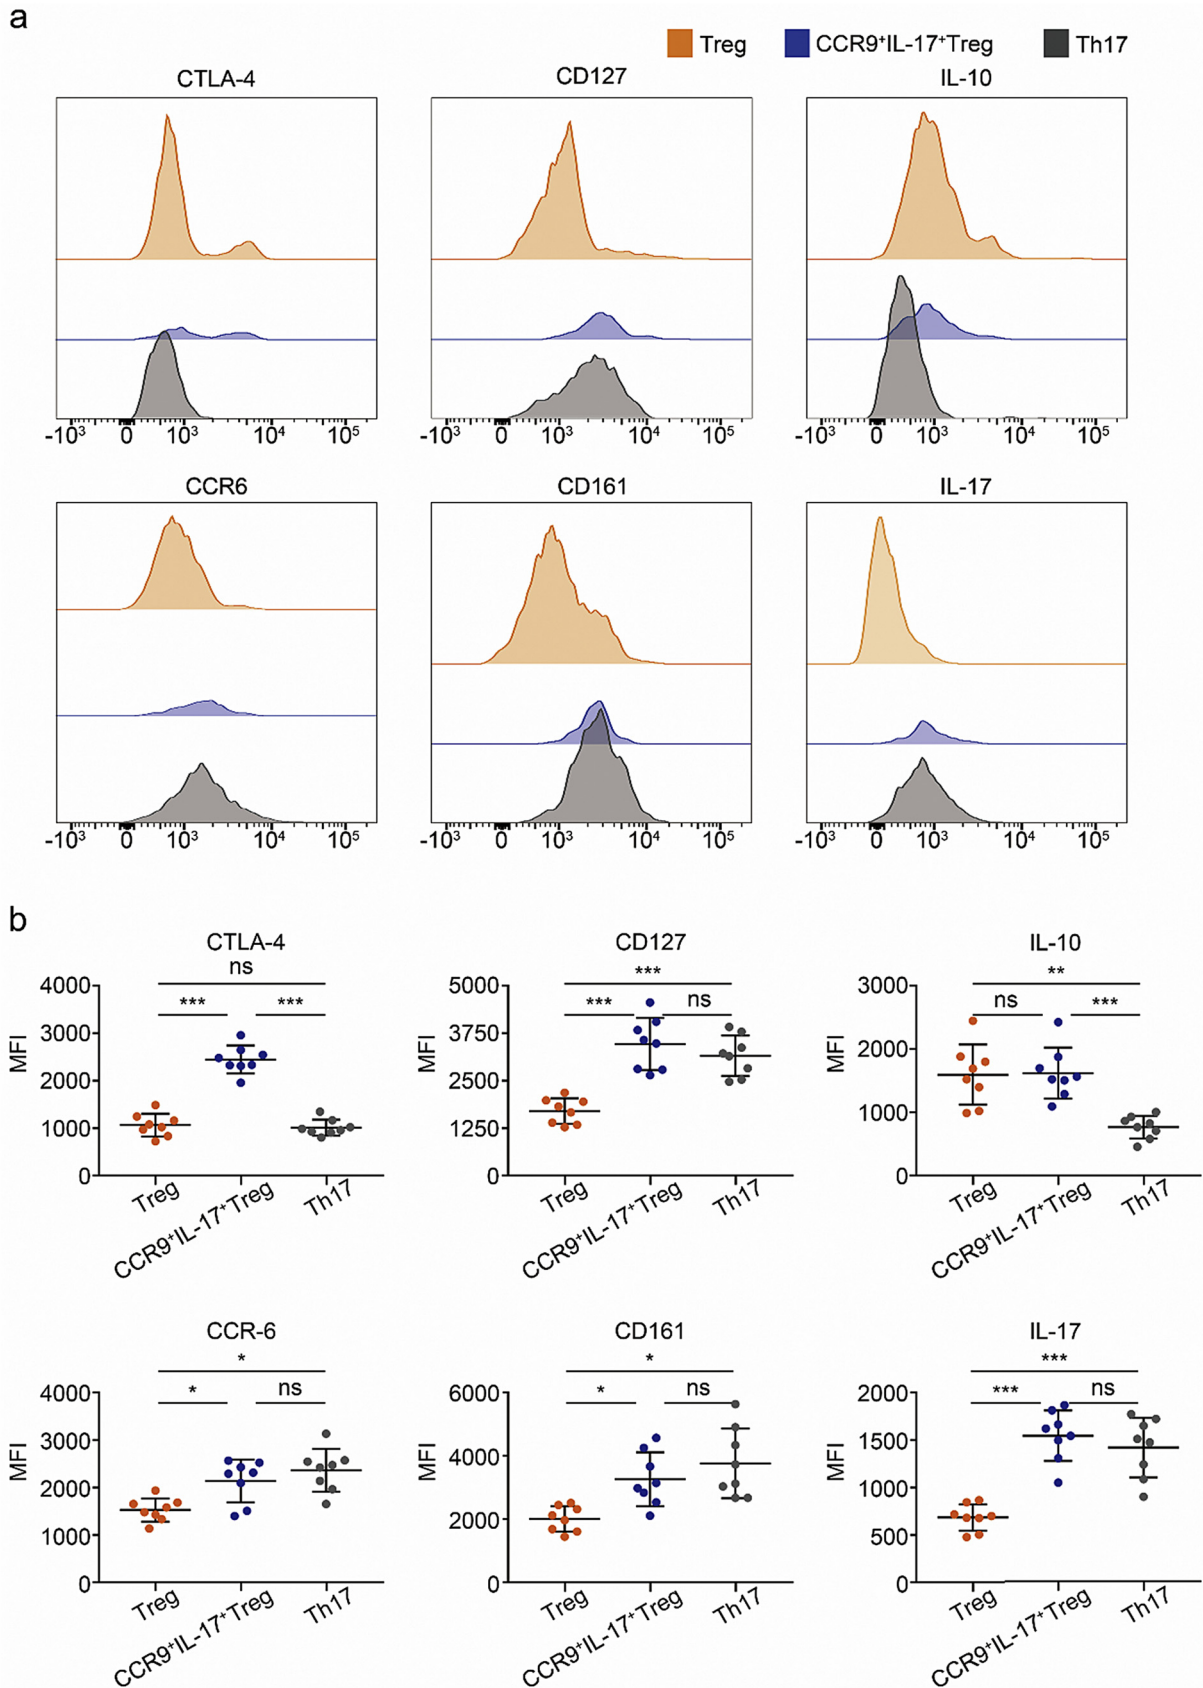 a
Treg CCR9⁺IL-17⁺Treg Th17
CTLA-4 CD127 IL-10
-10³ 0 10³ 10⁴ 10⁵ -10³ 0 10³ 10⁴ 10⁵ -10³ 0 10³ 10⁴ 10⁵
CCR6 CD161 IL-17
-10³ 0 10³ 10⁴ 10⁵ -10³ 0 10³ 10⁴ 10⁵ -10³ 0 10³ 10⁴ 10⁵
b
CTLA-4
ns
*** ***
MFI
4000
3000
2000
1000
0
Treg CCR9⁺IL-17⁺Treg Th17
CD127
***
*** ns
MFI
5000
3750
2500
1250
0
Treg CCR9⁺IL-17⁺Treg Th17
IL-10
**
ns ***
MFI
3000
2000
1000
0
Treg CCR9⁺IL-17⁺Treg Th17
CCR-6
*
* ns
MFI
4000
3000
2000
1000
0
Treg CCR9⁺IL-17⁺Treg Th17
CD161
*
* ns
MFI
6000
4000
2000
0
Treg CCR9⁺IL-17⁺Treg Th17
IL-17
***
*** ns
MFI
2000
1500
1000
500
0
Treg CCR9⁺IL-17⁺Treg Th17